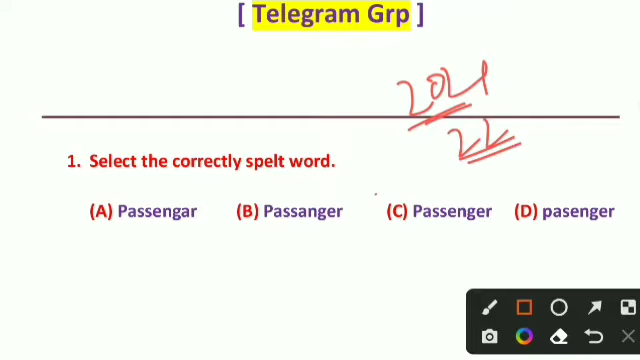 [ Telegram Grp ]
2021
22
1. Select the correctly spelt word.
(A) Passengar (B) Passanger (C) Passenger (D) pasenger